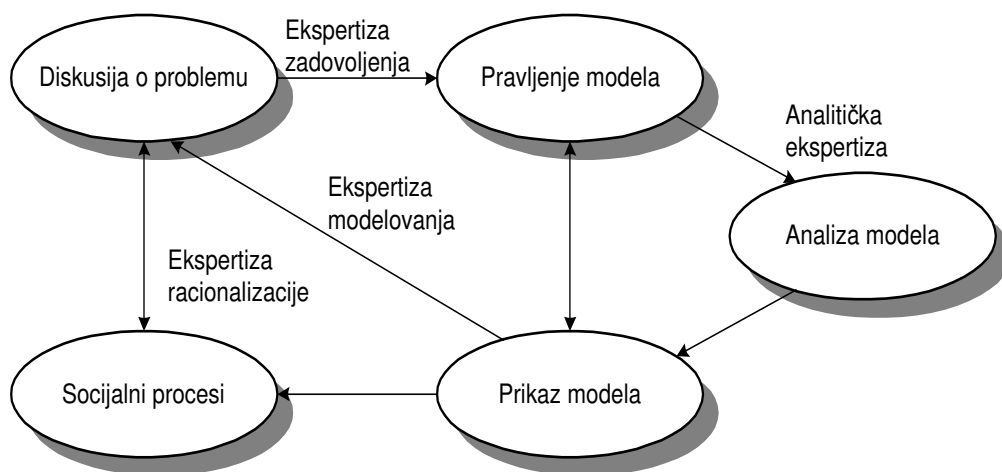 Ekspertiza
zadovoljenja
Diskusija o problemu
Pravljenje modela
Analitička
ekspertiza
Ekspertiza
modelovanja
Analiza modela
Ekspertiza
racionalizacije
Socijalni procesi
Prikaz modela